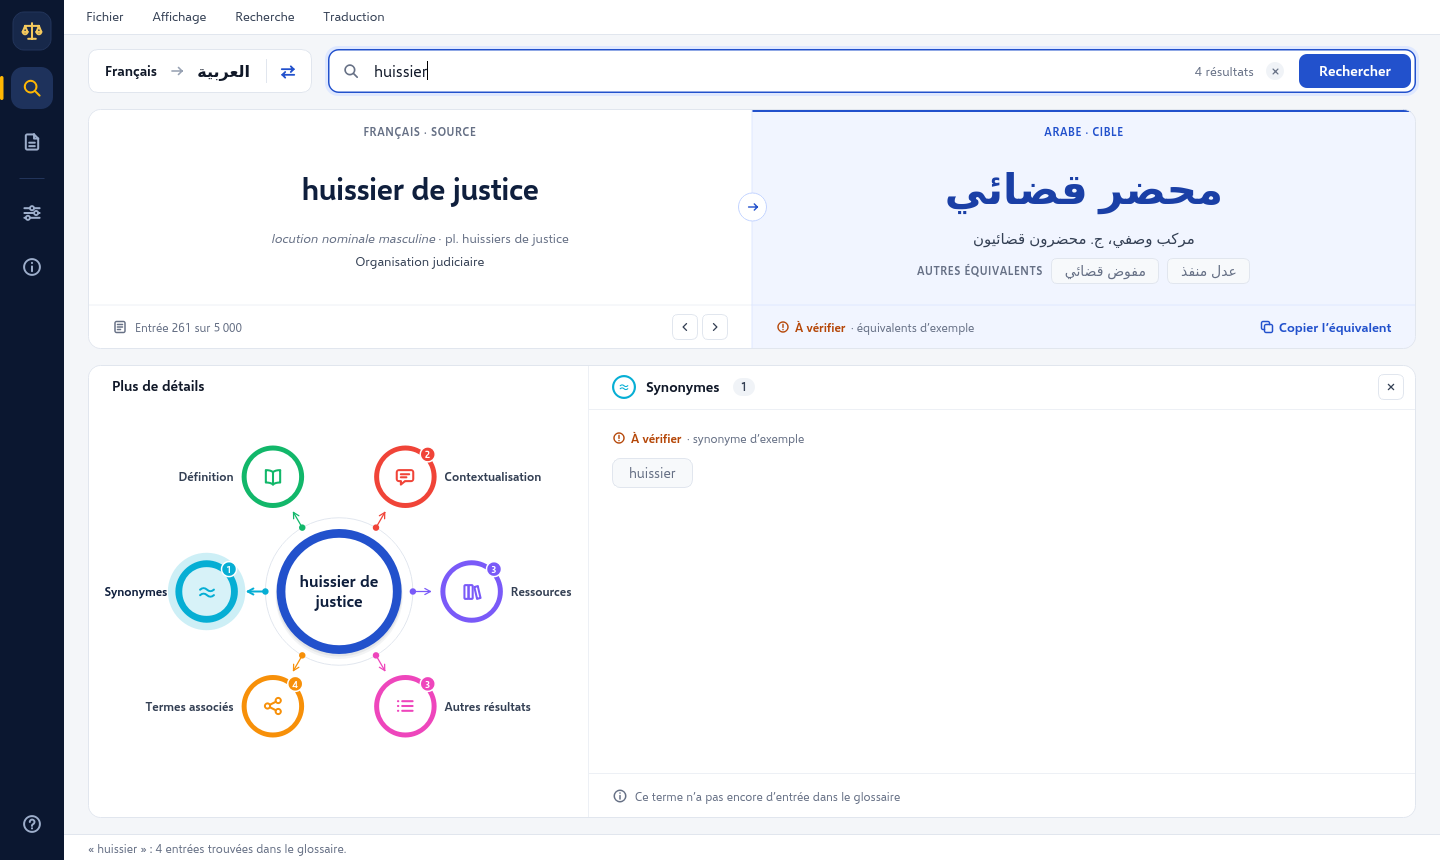 Fichier Affichage Recherche Traduction
Français → العربية
huissier
4 résultats
Rechercher
FRANÇAIS · SOURCE
huissier de justice
locution nominale masculine · pl. huissiers de justice
Organisation judiciaire
Entrée 261 sur 5 000
ARABE · CIBLE
محضر قضائي
مركب وصفي، ج. محضرون قضائيون
AUTRES ÉQUIVALENTS مفوض قضائي عدل منفذ
À vérifier · équivalents d’exemple
Copier l’équivalent
Plus de détails
Définition
2
Contextualisation
Synonymes
1
huissier de
justice
3
Ressources
Termes associés
4
3
Autres résultats
Synonymes 1
À vérifier · synonyme d’exemple
huissier
Ce terme n’a pas encore d’entrée dans le glossaire
« huissier » : 4 entrées trouvées dans le glossaire.